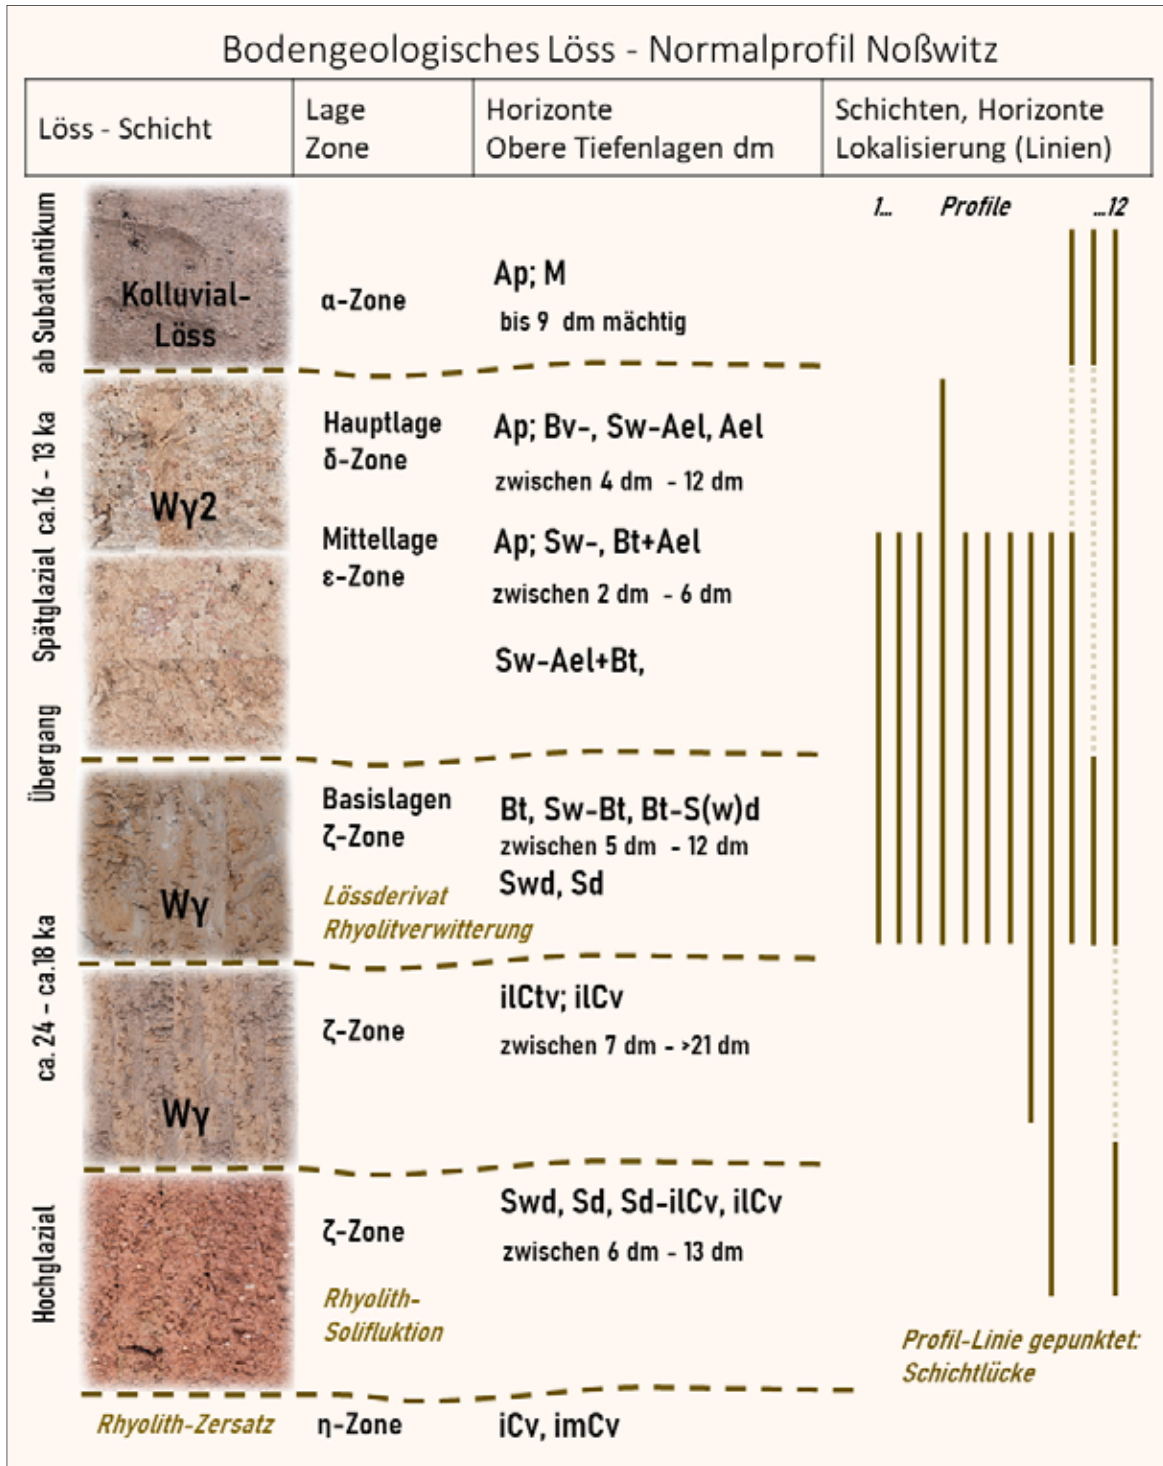 Bodengeologisches Löss - Normalprofil Noßwitz
Löss - Schicht
Lage
Zone
Horizonte
Obere Tiefenlagen dm
Schichten, Horizonte
Lokalisierung (Linien)
1...
Profile
...12
ab Subatlantikum
Kolluvial-
Löss
α-Zone
Ap; M
bis 9 dm mächtig
Spätglazial ca.16 - 13 ka
Wγ2
Hauptlage
δ-Zone
Ap; Bv-, Sw-Ael, Ael
zwischen 4 dm - 12 dm
Mittellage
ε-Zone
Ap; Sw-, Bt+Ael
zwischen 2 dm - 6 dm
Sw-Ael+Bt,
Übergang
Wγ
Basislagen
ζ-Zone
Lössderivat
Rhyolitverwitterung
Bt, Sw-Bt, Bt-S(w)d
zwischen 5 dm - 12 dm
Swd, Sd
ca. 24 - ca.18 ka
Wγ
ζ-Zone
ilCtv; ilCv
zwischen 7 dm - >21 dm
Hochglazial
ζ-Zone
Rhyolith-
Solifluktion
Swd, Sd, Sd-ilCv, ilCv
zwischen 6 dm - 13 dm
Profil-Linie gepunktet:
Schichtlücke
Rhyolith-Zersatz
η-Zone
iCv, imCv